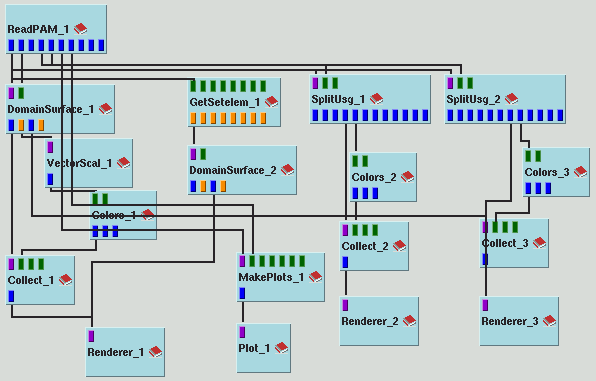 ReadPAM_1
DomainSurface_1
GetSetelem_1
SplitUsg_1
SplitUsg_2
VectorScal_1
DomainSurface_2
Colors_2
Colors_3
Colors_1
Collect_1
MakePlots_1
Collect_2
Collect_3
Renderer_1
Plot_1
Renderer_2
Renderer_3